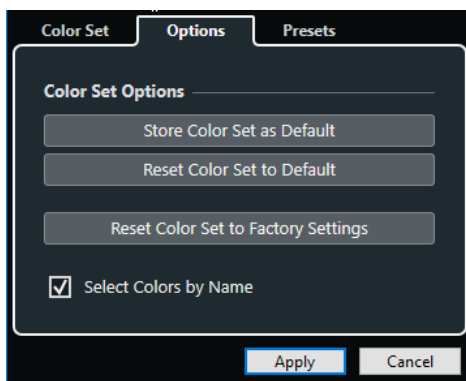 Color Set Options Presets
Color Set Options
Store Color Set as Default
Reset Color Set to Default
Reset Color Set to Factory Settings
Select Colors by Name
Apply Cancel